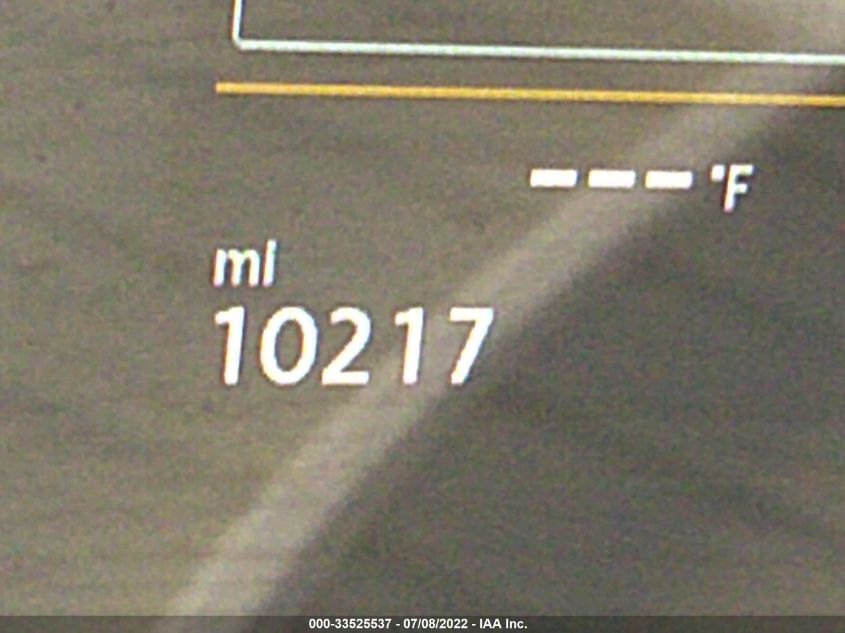 --- °F
mi
10217
000-33525537 - 07/08/2022 - IAA Inc.